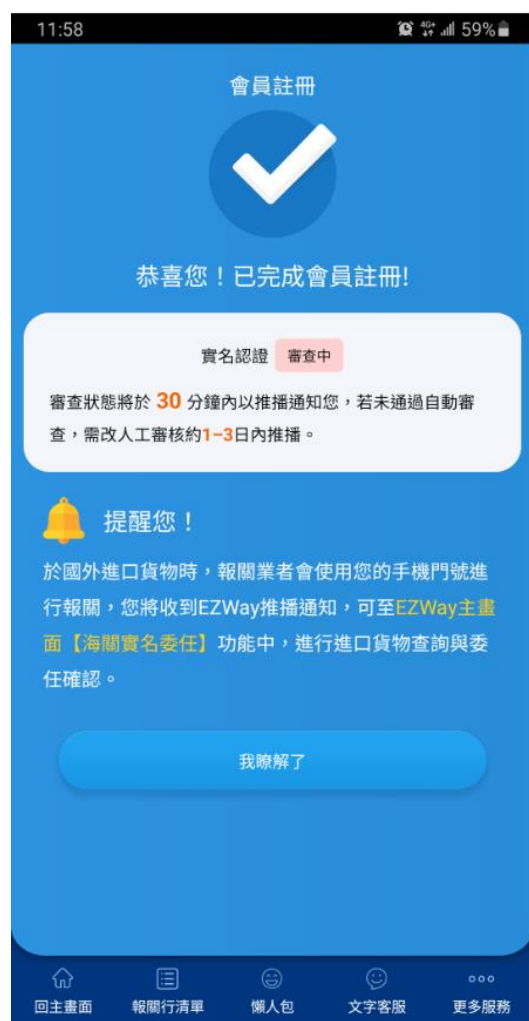 11:58
4G+ 59%
會員註冊
恭喜您！已完成會員註冊!
實名認證 審查中
審查狀態將於 30 分鐘內以推播通知您，若未通過自動審
查，需改人工審核約1-3日內推播。
提醒您！
於國外進口貨物時，報關業者會使用您的手機門號進
行報關，您將收到EZWay推播通知，可至EZWay主畫
面【海關實名委任】功能中，進行進口貨物查詢與委
任確認。
我瞭解了
回主畫面 報關行清單 懶人包 文字客服 更多服務